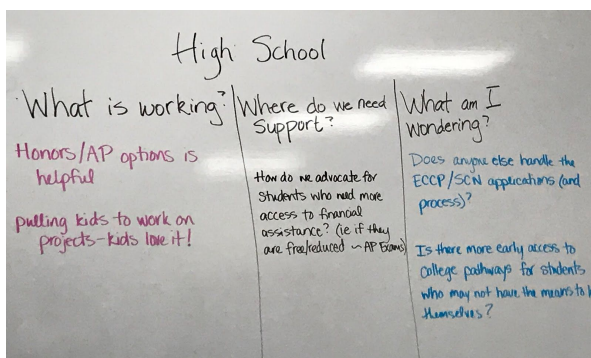 High School
What is working?
Honors/AP options is
helpful
pulling kids to work on
projects-kids love it!
Where do we need
support?
How do we advocate for
students who need more
access to financial
assistance? (ie if they
are free/reduced - AP Exams)
What am I
wondering?
Does anyone else handle the
ECCP/SCN applications (and
process)?
Is there more early access to
college pathways for students
who may not have the means to
themselves?